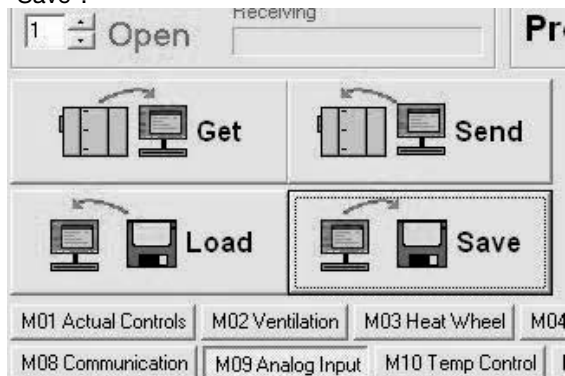 "Save".
Receiving
1 Open
Pr
Get Send
Load Save
M01 Actual Controls M02 Ventilation M03 Heat Wheel M04
M08 Communication M09 Analog Input M10 Temp Control